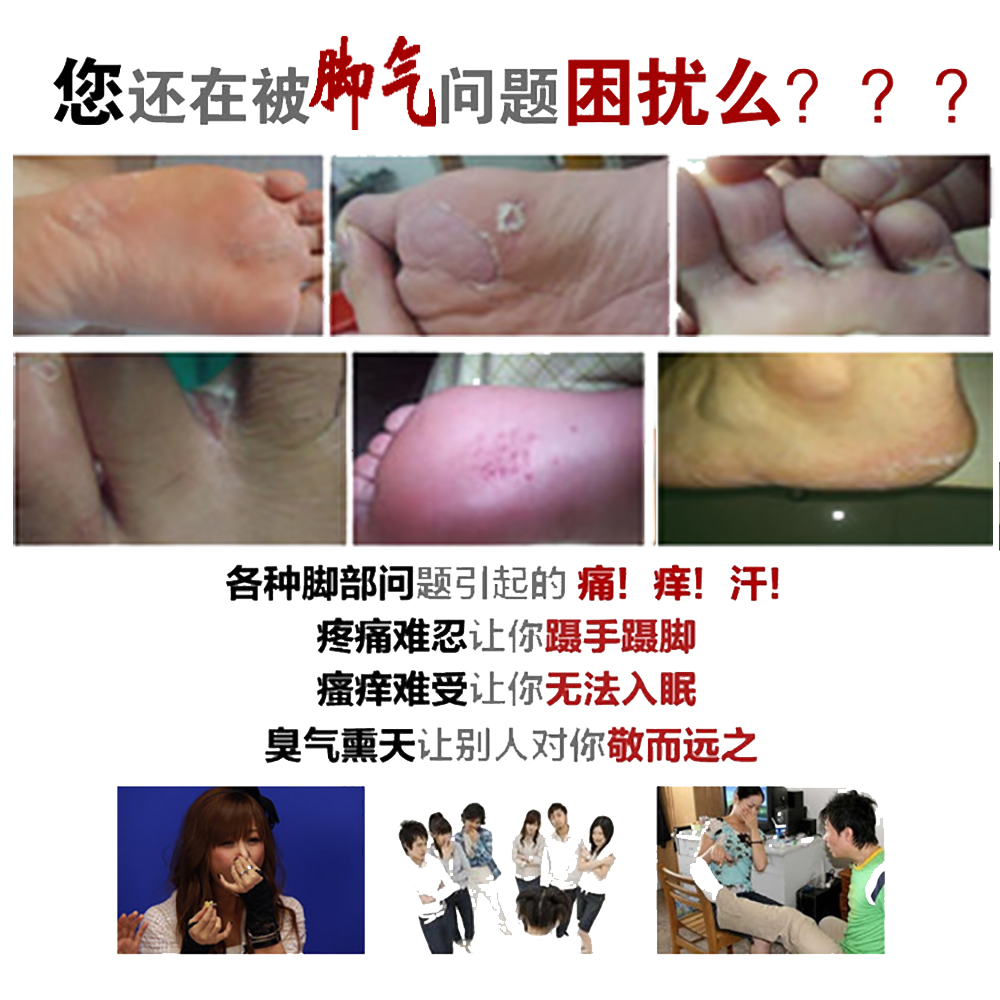 您还在被脚气问题困扰么？？？
各种脚部问题引起的 痛！痒！汗！
疼痛难忍让你蹑手蹑脚
瘙痒难受让你无法入眠
臭气熏天让别人对你敬而远之